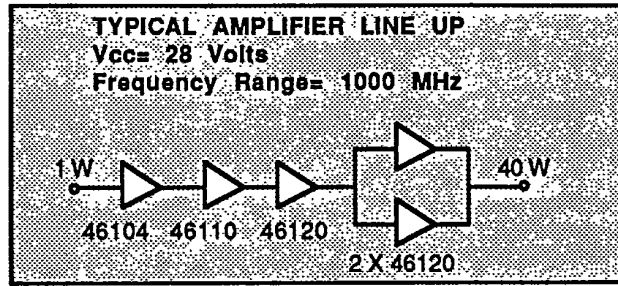 TYPICAL AMPLIFIER LINE UP
Vcc= 28 Volts
Frequency Range= 1000 MHz
1 W
40 W
46104 46110 46120
2 X 46120